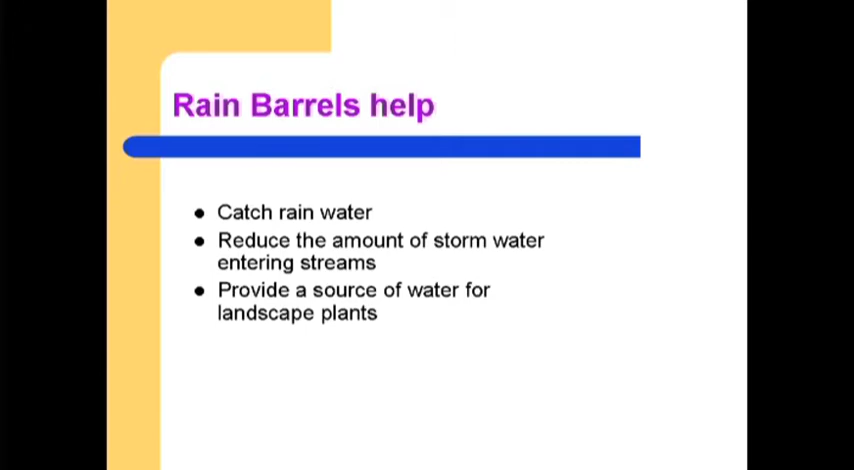 Rain Barrels help
● Catch rain water
● Reduce the amount of storm water
entering streams
● Provide a source of water for
landscape plants